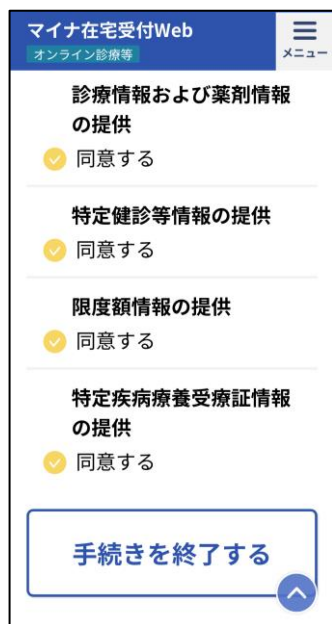 マイナ在宅受付Web
オンライン診療等
メニュー
診療情報および薬剤情報
の提供
同意する
特定健診等情報の提供
同意する
限度額情報の提供
同意する
特定疾病療養受療証情報
の提供
同意する
手続きを終了する